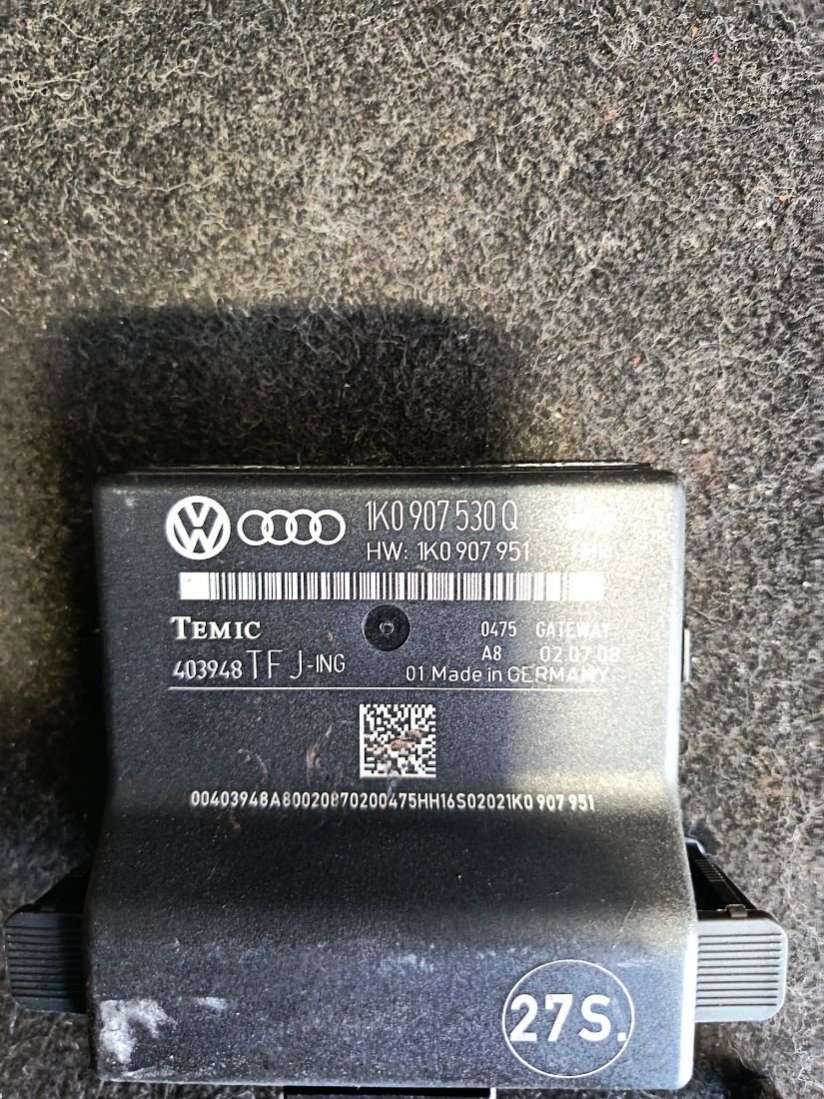 1K0 907 530 Q
HW: 1K0 907 951
TEMIC 0475 GATEWAY
A8 02.07.08
403948 TFJ-ING 01 Made in GERMANY
00403948A80020870200475HH16S02021K0 907 951
27S.